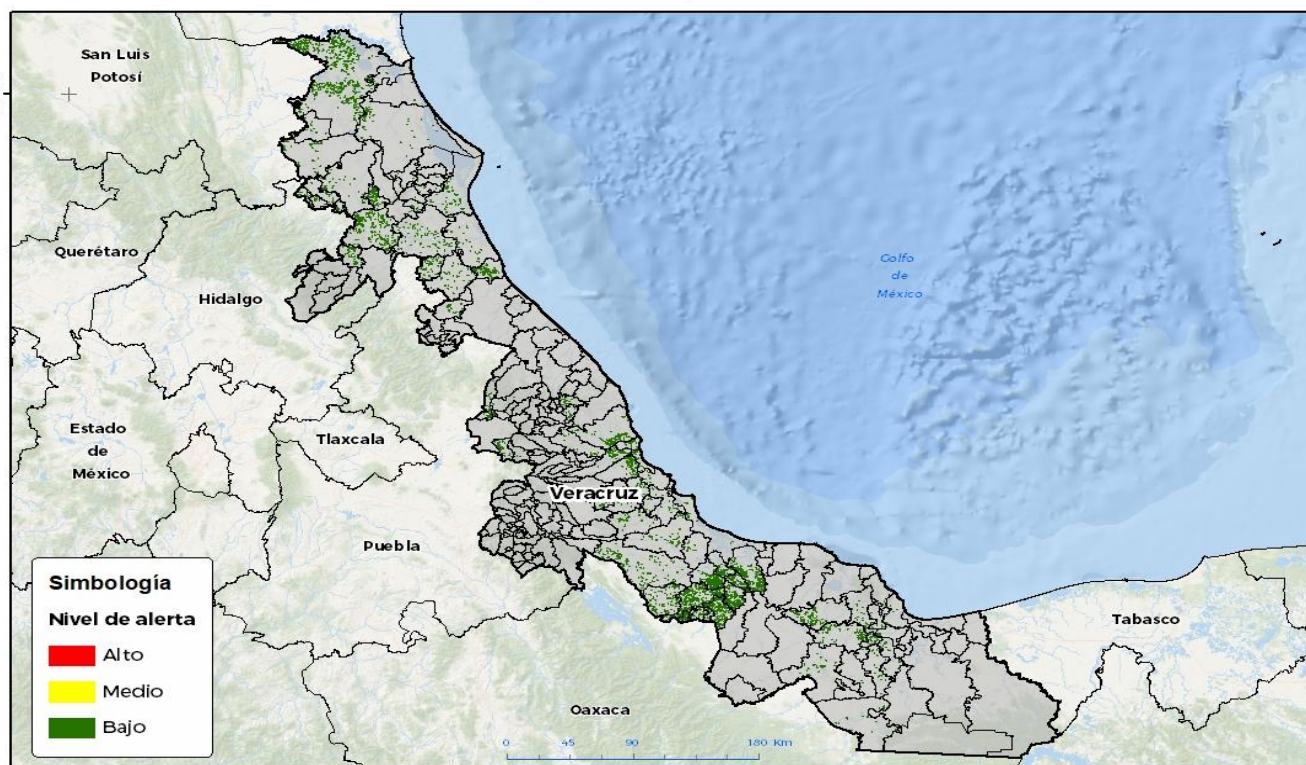 San Luis
Potosí
Querétaro
Hidalgo
Golfo
de
México
Estado
de
México
Tlaxcala
Veracruz
Puebla
Tabasco
Oaxaca
Simbología
Nivel de alerta
Alto
Medio
Bajo
0 45 90 180 Km